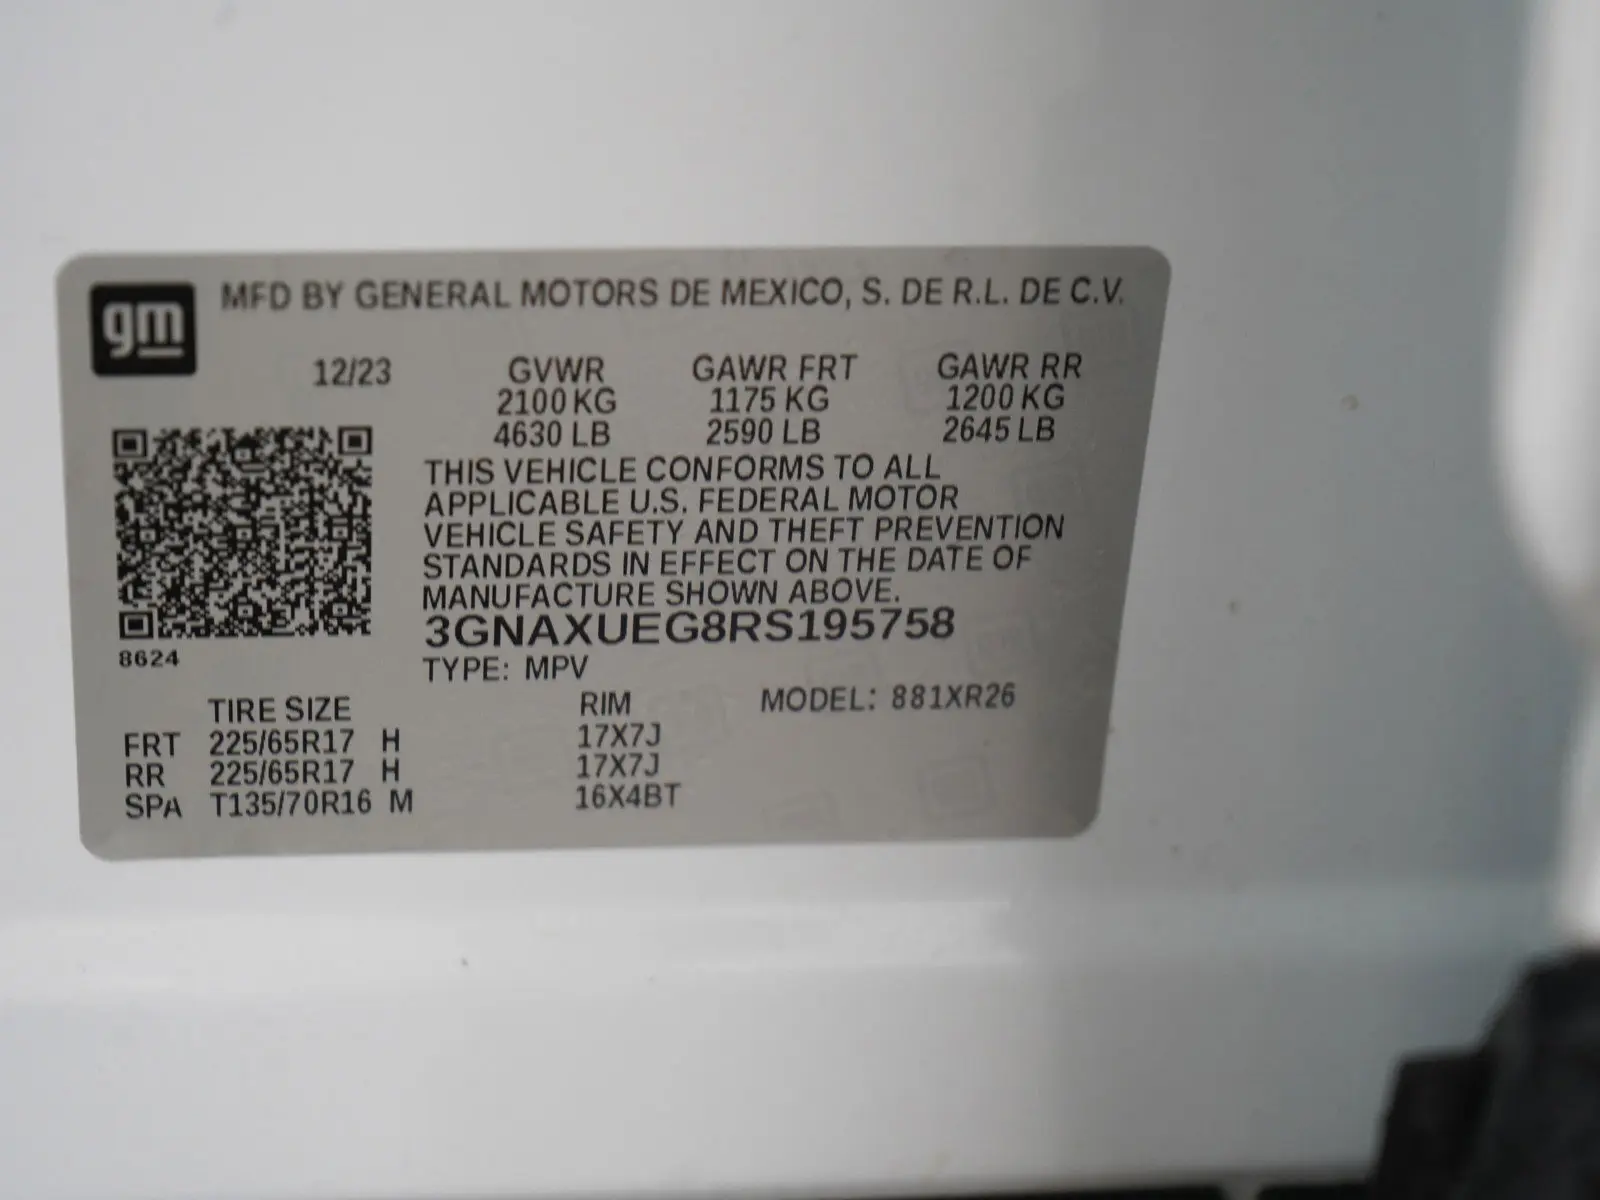 gm MFD BY GENERAL MOTORS DE MEXICO, S. DE R.L. DE C.V.
12/23 GVWR GAWR FRT GAWR RR
2100 KG 1175 KG 1200 KG
4630 LB 2590 LB 2645 LB
THIS VEHICLE CONFORMS TO ALL
APPLICABLE U.S. FEDERAL MOTOR
VEHICLE SAFETY AND THEFT PREVENTION
STANDARDS IN EFFECT ON THE DATE OF
MANUFACTURE SHOWN ABOVE.
3GNAXUEG8RS195758
8624
TYPE: MPV
TIRE SIZE RIM MODEL: 881XR26
FRT 225/65R17 H 17X7J
RR 225/65R17 H 17X7J
SPA T135/70R16 M 16X4BT